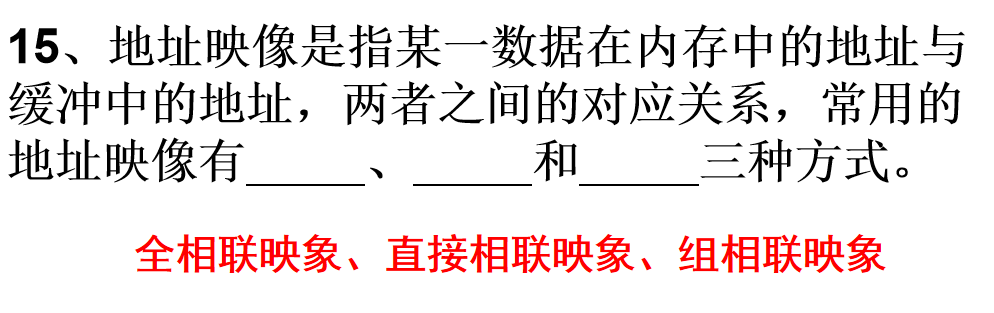 15、地址映像是指某一数据在内存中的地址与
缓冲中的地址，两者之间的对应关系，常用的
地址映像有_____、_____和_____三种方式。
全相联映象、直接相联映象、组相联映象